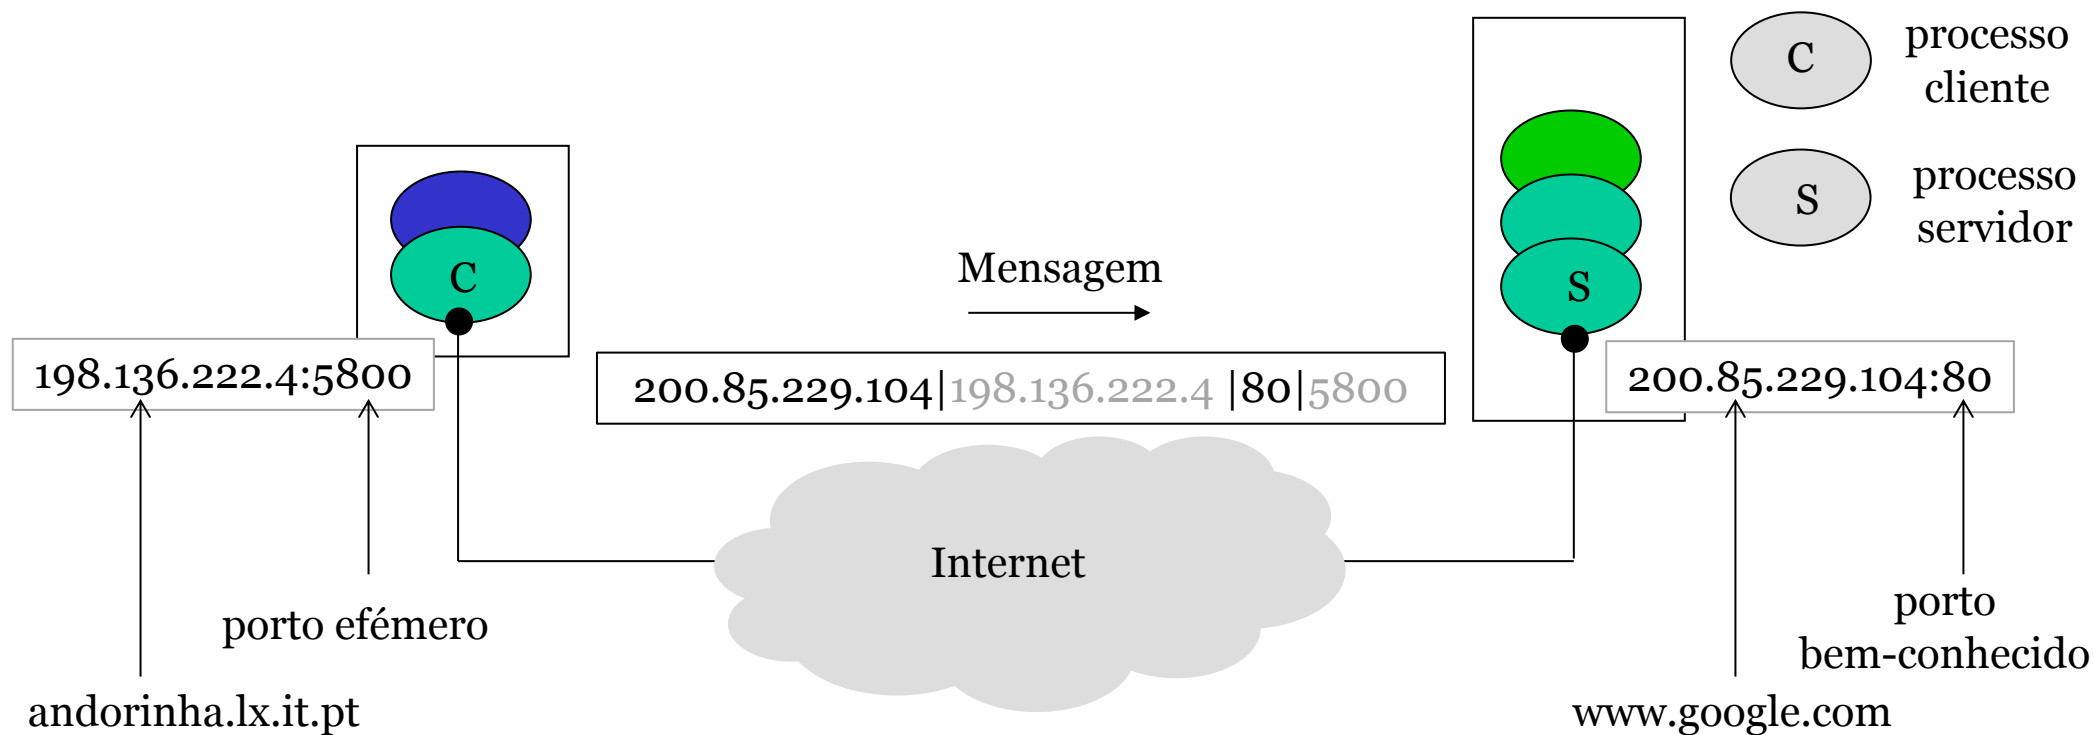 C
processo
cliente
S
processo
servidor
C
Mensagem
S
198.136.222.4:5800
200.85.229.104|198.136.222.4 |80|5800
200.85.229.104:80
Internet
porto efémero
porto
bem-conhecido
andorinha.lx.it.pt
www.google.com